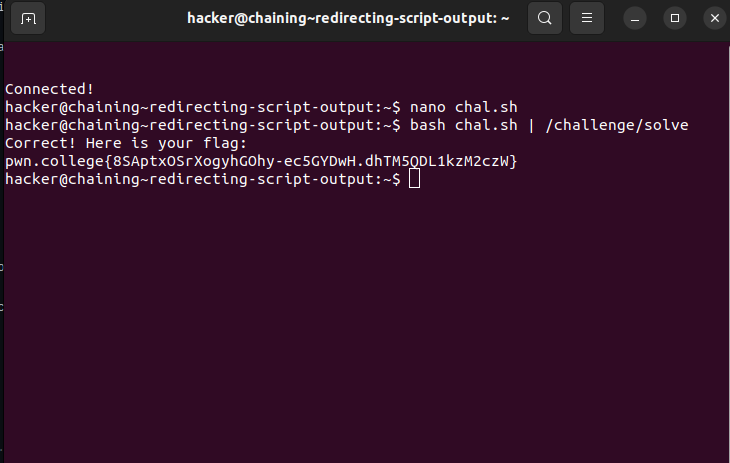 hacker@chaining~redirecting-script-output: ~
Connected!
hacker@chaining~redirecting-script-output:~$ nano chal.sh
hacker@chaining~redirecting-script-output:~$ bash chal.sh | /challenge/solve
Correct! Here is your flag:
pwn.college{8SAptxOSrXogyhGOhy-ec5GYDwH.dhTM5QDL1kzM2czW}
hacker@chaining~redirecting-script-output:~$